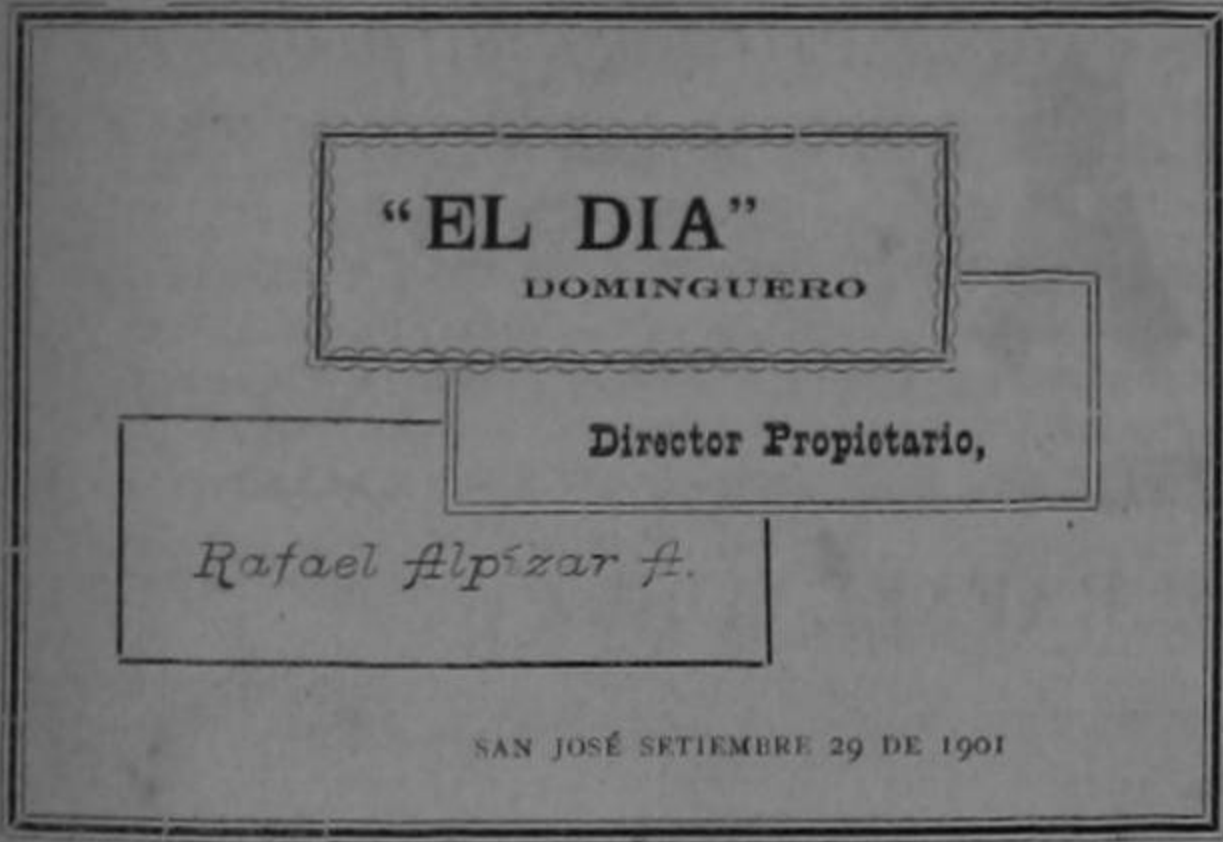 “EL DIA”
DOMINGUERO
Director Propietario,
Rafael Alpízar A.
SAN JOSÉ SETIEMBRE 29 DE 1901